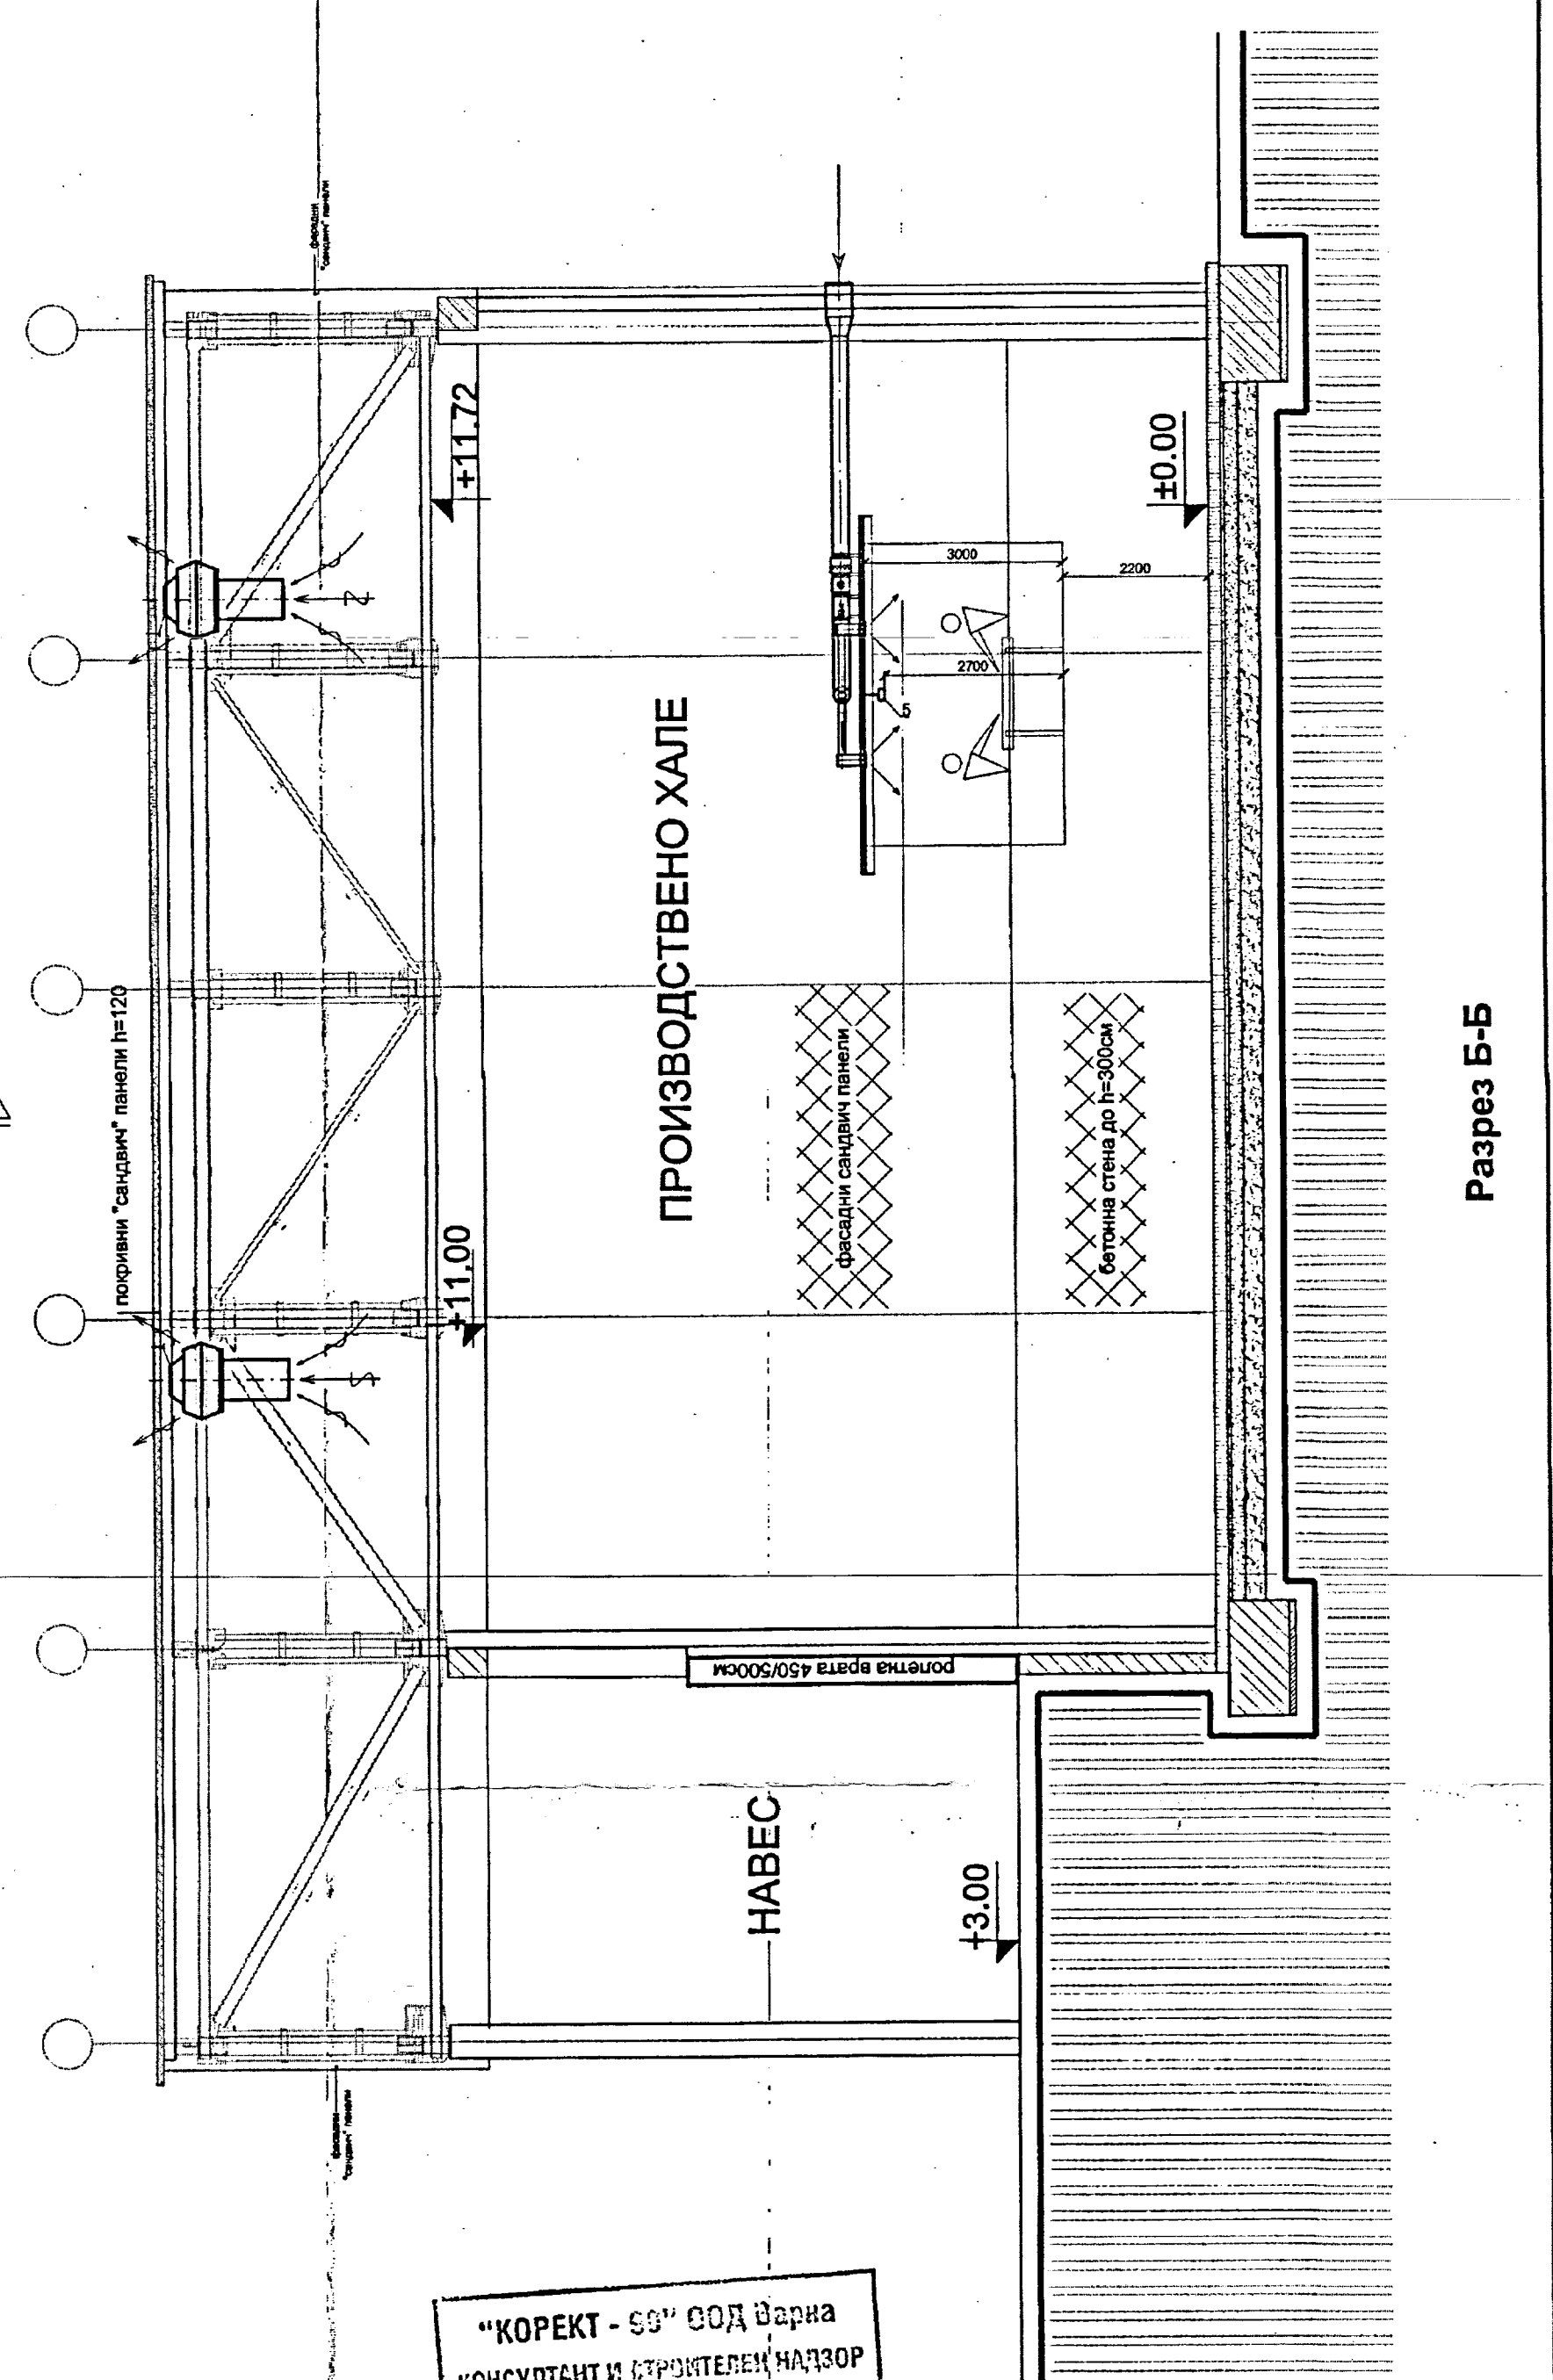 покривни "сандвич" панели h=120
фасадни
"сандвич" панели
фасадни
"сандвич" панели
+11.00
+11.72
ПРОИЗВОДСТВЕНО ХАЛЕ
НАВЕС
ролетна врата 450/500см
фасадни сандвич панели
бетонна стена до h=300см
3000
2700
2200
5
+3.00
±0.00
Разрез Б-Б
"КОРЕКТ - 99" ООД Варна
КОНСУЛТАНТ И СТРОИТЕЛЕН НАДЗОР